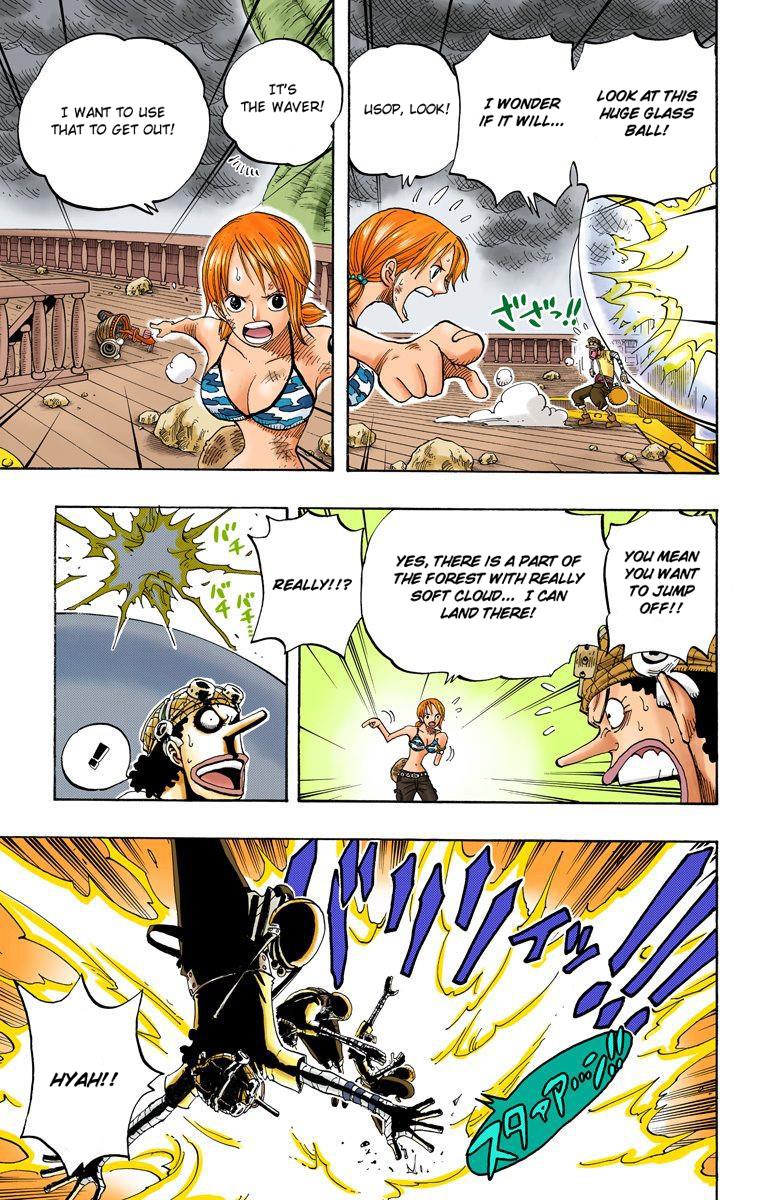 LOOK AT THIS
HUGE GLASS
BALL!
I WONDER
IF IT WILL...
USOP, LOOK!
ざざっ!!
IT'S
THE WAVER!
I WANT TO USE
THAT TO GET OUT!
YOU MEAN
YOU WANT
TO JUMP
OFF!!
YES, THERE IS A PART OF
THE FOREST WITH REALLY
SOFT CLOUD... I CAN
LAND THERE!
REALLY!!?
バチ
バチ
!
バリバリィッ!!
スタァア…ン!!
HYAH!!